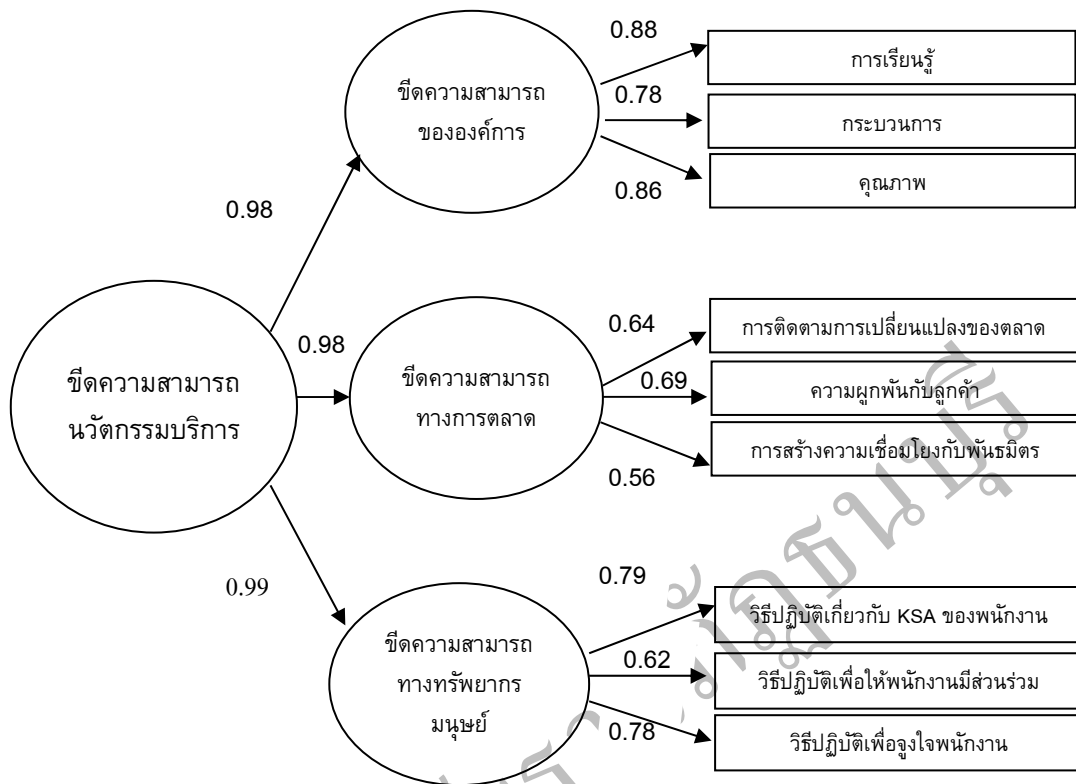 0.88
การเรียนรู้
ขีดความสามารถ
ขององค์การ
0.78
กระบวนการ
0.86
คุณภาพ
0.98
ขีดความสามารถ
นวัตกรรมบริการ
0.98
ขีดความสามารถ
ทางการตลาด
0.64
การติดตามการเปลี่ยนแปลงของตลาด
0.69
ความผูกพันกับลูกค้า
0.56
การสร้างความเชื่อมโยงกับพันธมิตร
0.99
ขีดความสามารถ
ทางทรัพยากร
มนุษย์
0.79
วิธีปฏิบัติเกี่ยวกับ KSA ของพนักงาน
0.62
วิธีปฏิบัติเพื่อให้พนักงานมีส่วนร่วม
0.78
วิธีปฏิบัติเพื่อจูงใจพนักงาน